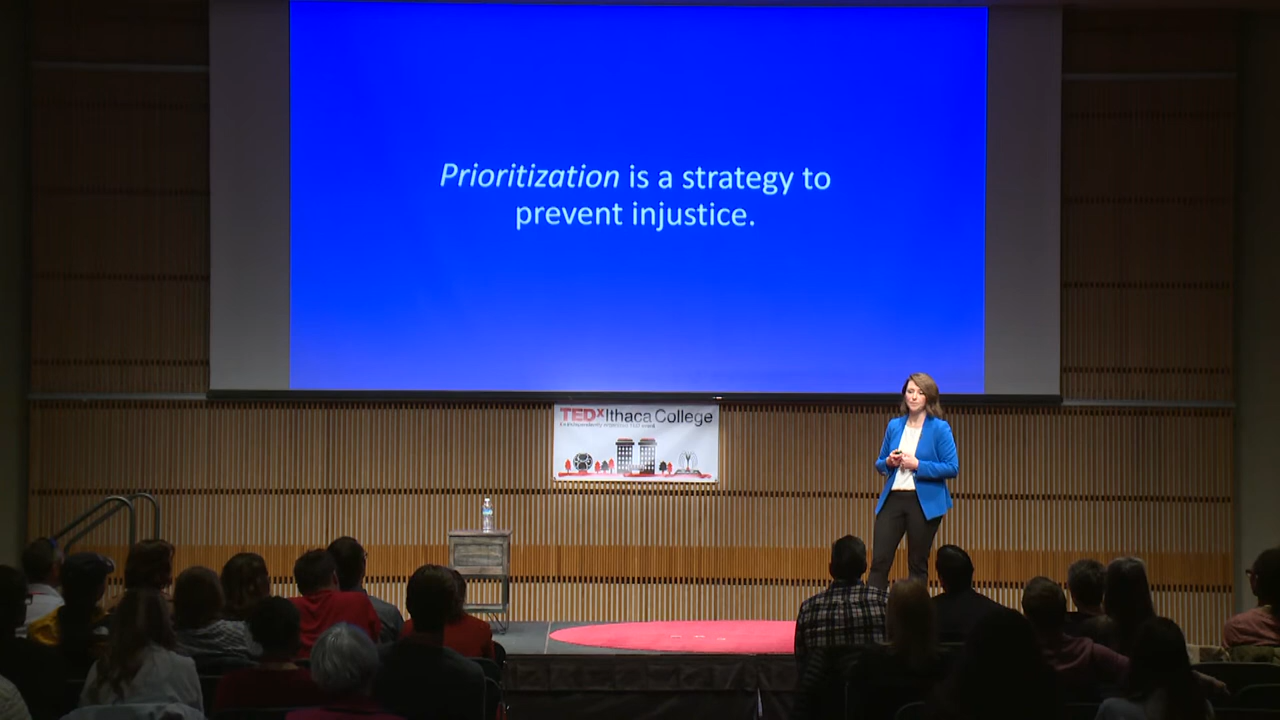 Prioritization is a strategy to
prevent injustice.
TEDxIthaca College